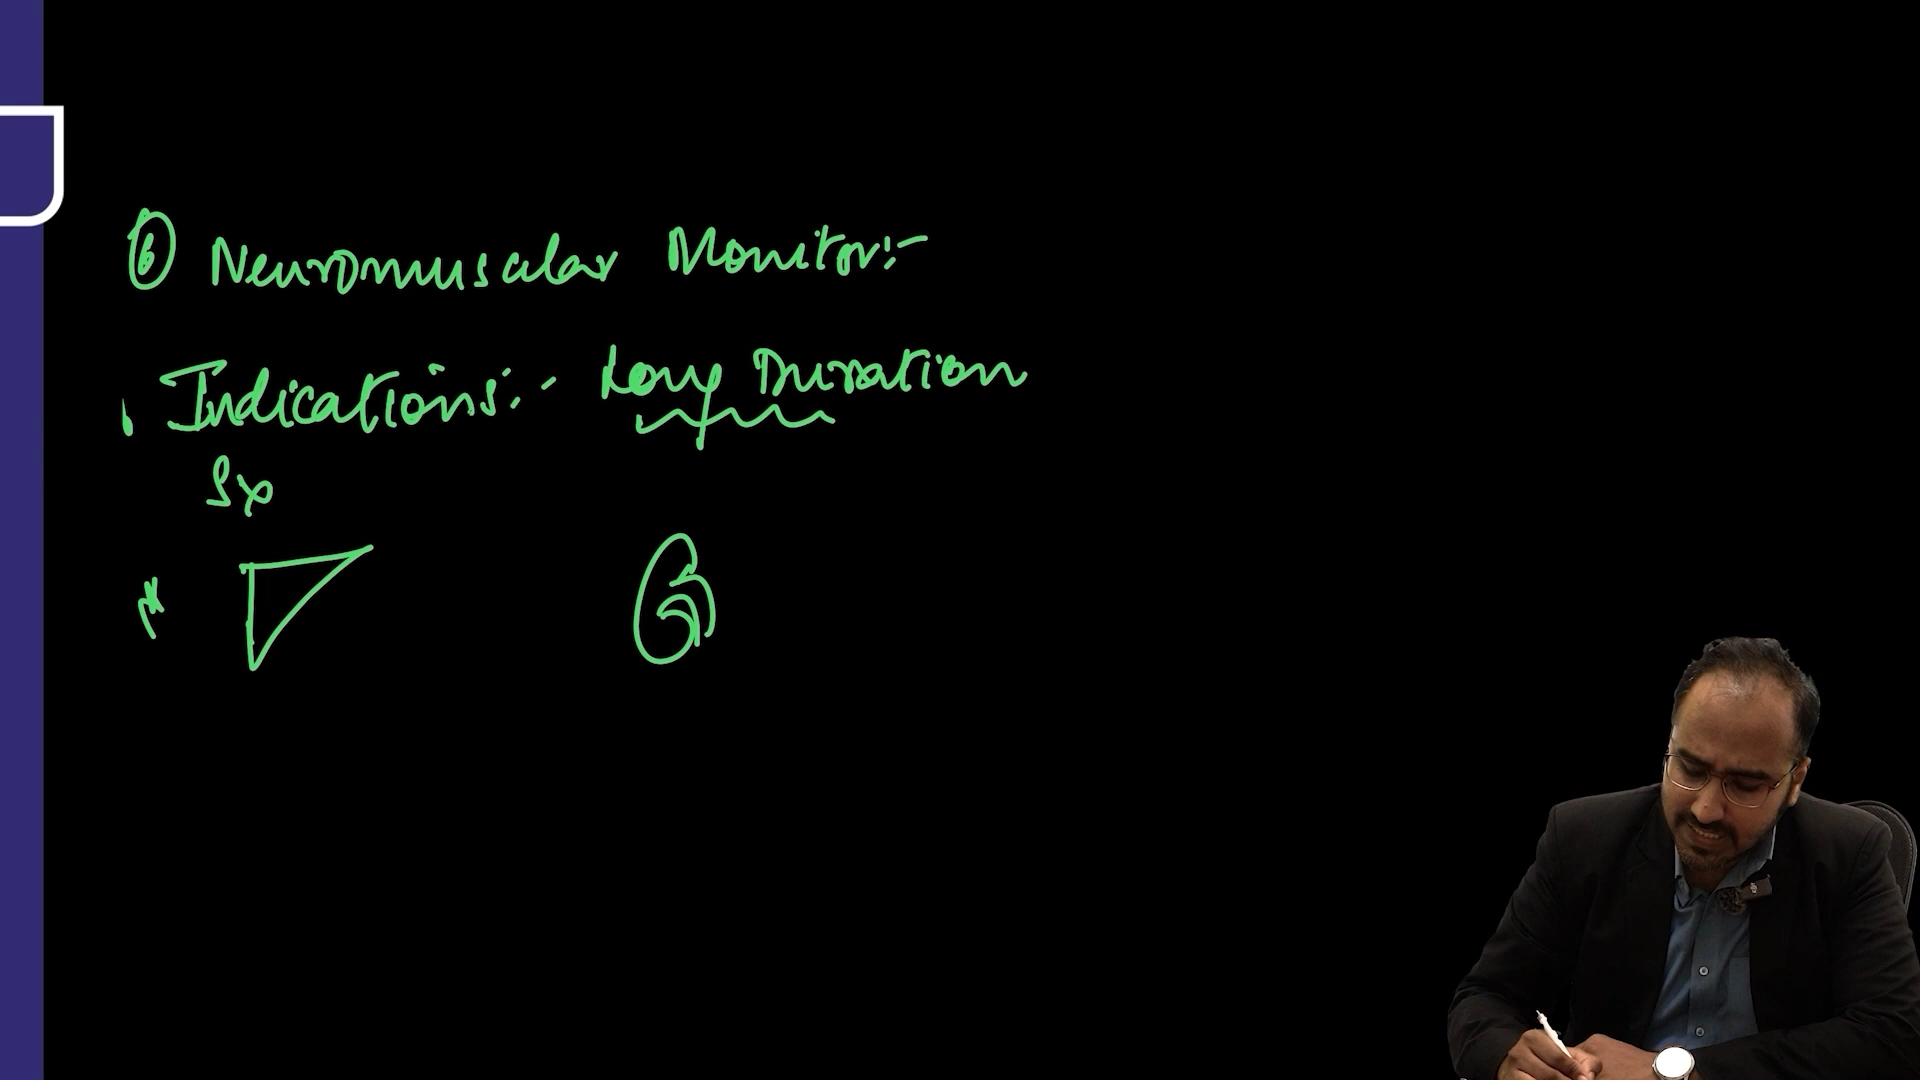 ⑥ Neuromuscular Monitor:-
Indications:- Long Duration
Sx
*